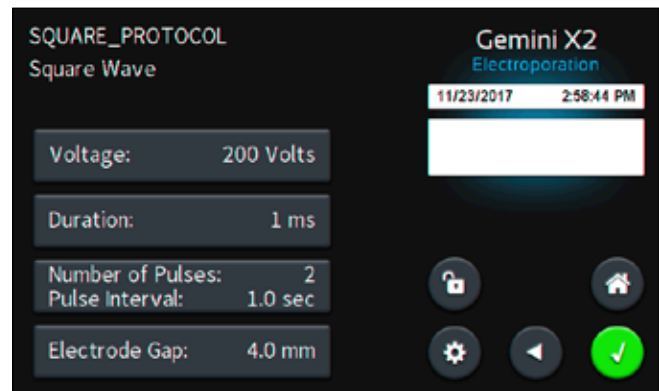 SQUARE_PROTOCOL
Square Wave
Gemini X2
Electroporation
11/23/2017 2:58:44 PM
Voltage: 200 Volts
Duration: 1 ms
Number of Pulses: 2
Pulse Interval: 1.0 sec
Electrode Gap: 4.0 mm